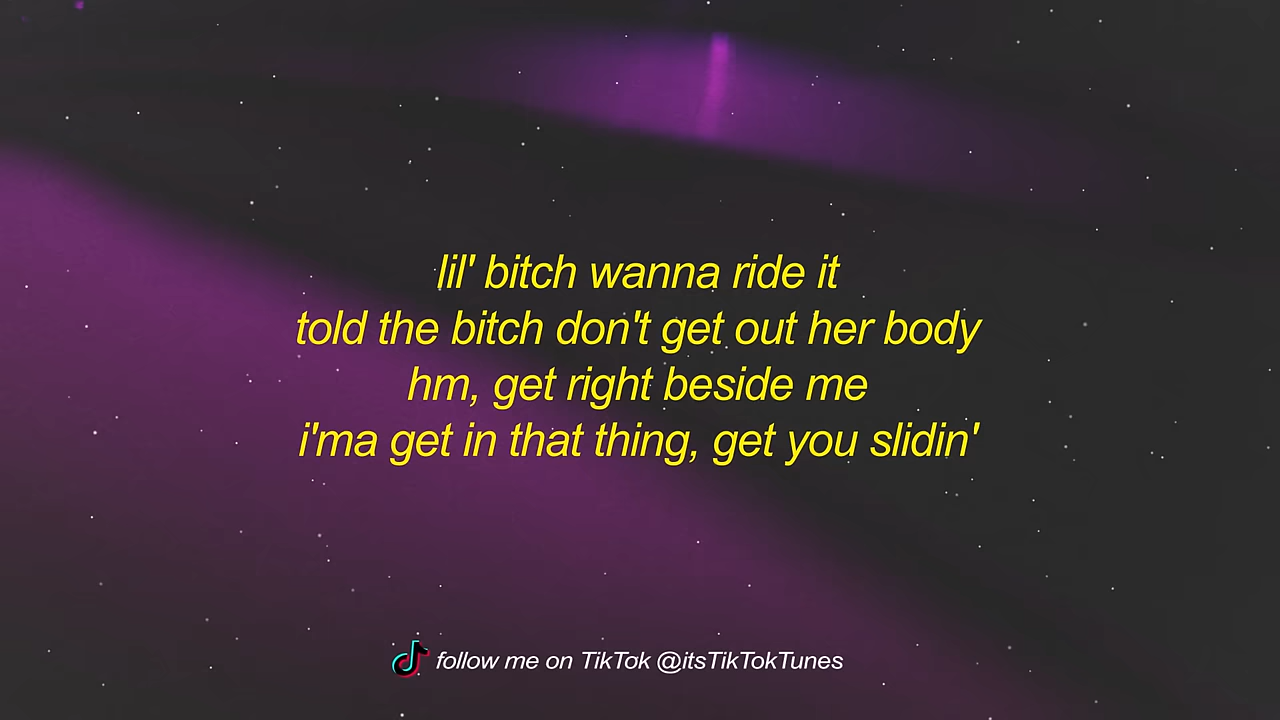 lil' bitch wanna ride it
told the bitch don't get out her body
hm, get right beside me
i'ma get in that thing, get you slidin'
follow me on TikTok @itsTikTokTunes